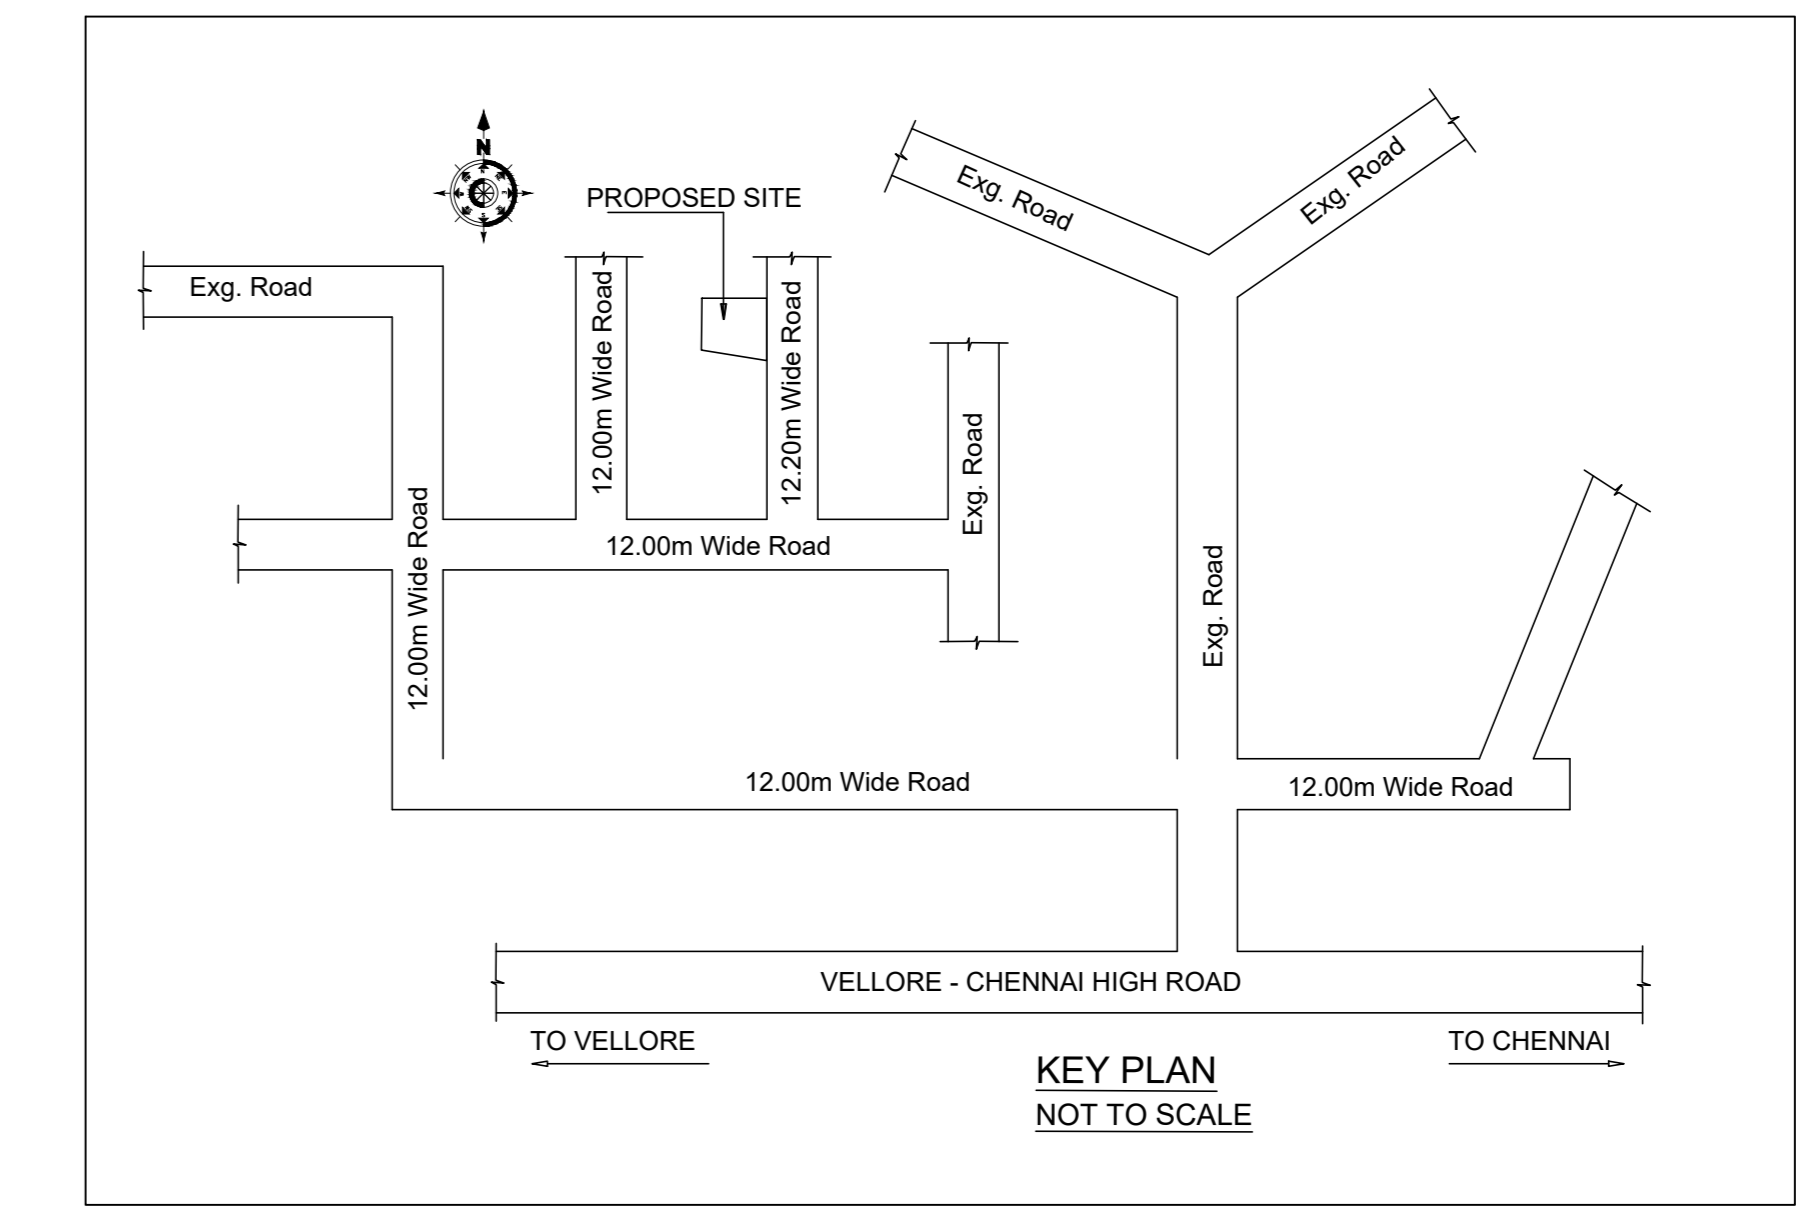 N
PROPOSED SITE
Exg. Road
Exg. Road
Exg. Road
12.00m Wide Road
12.20m Wide Road
Exg. Road
12.00m Wide Road
12.00m Wide Road
Exg. Road
12.00m Wide Road
12.00m Wide Road
VELLORE - CHENNAI HIGH ROAD
TO VELLORE
TO CHENNAI
KEY PLAN
NOT TO SCALE